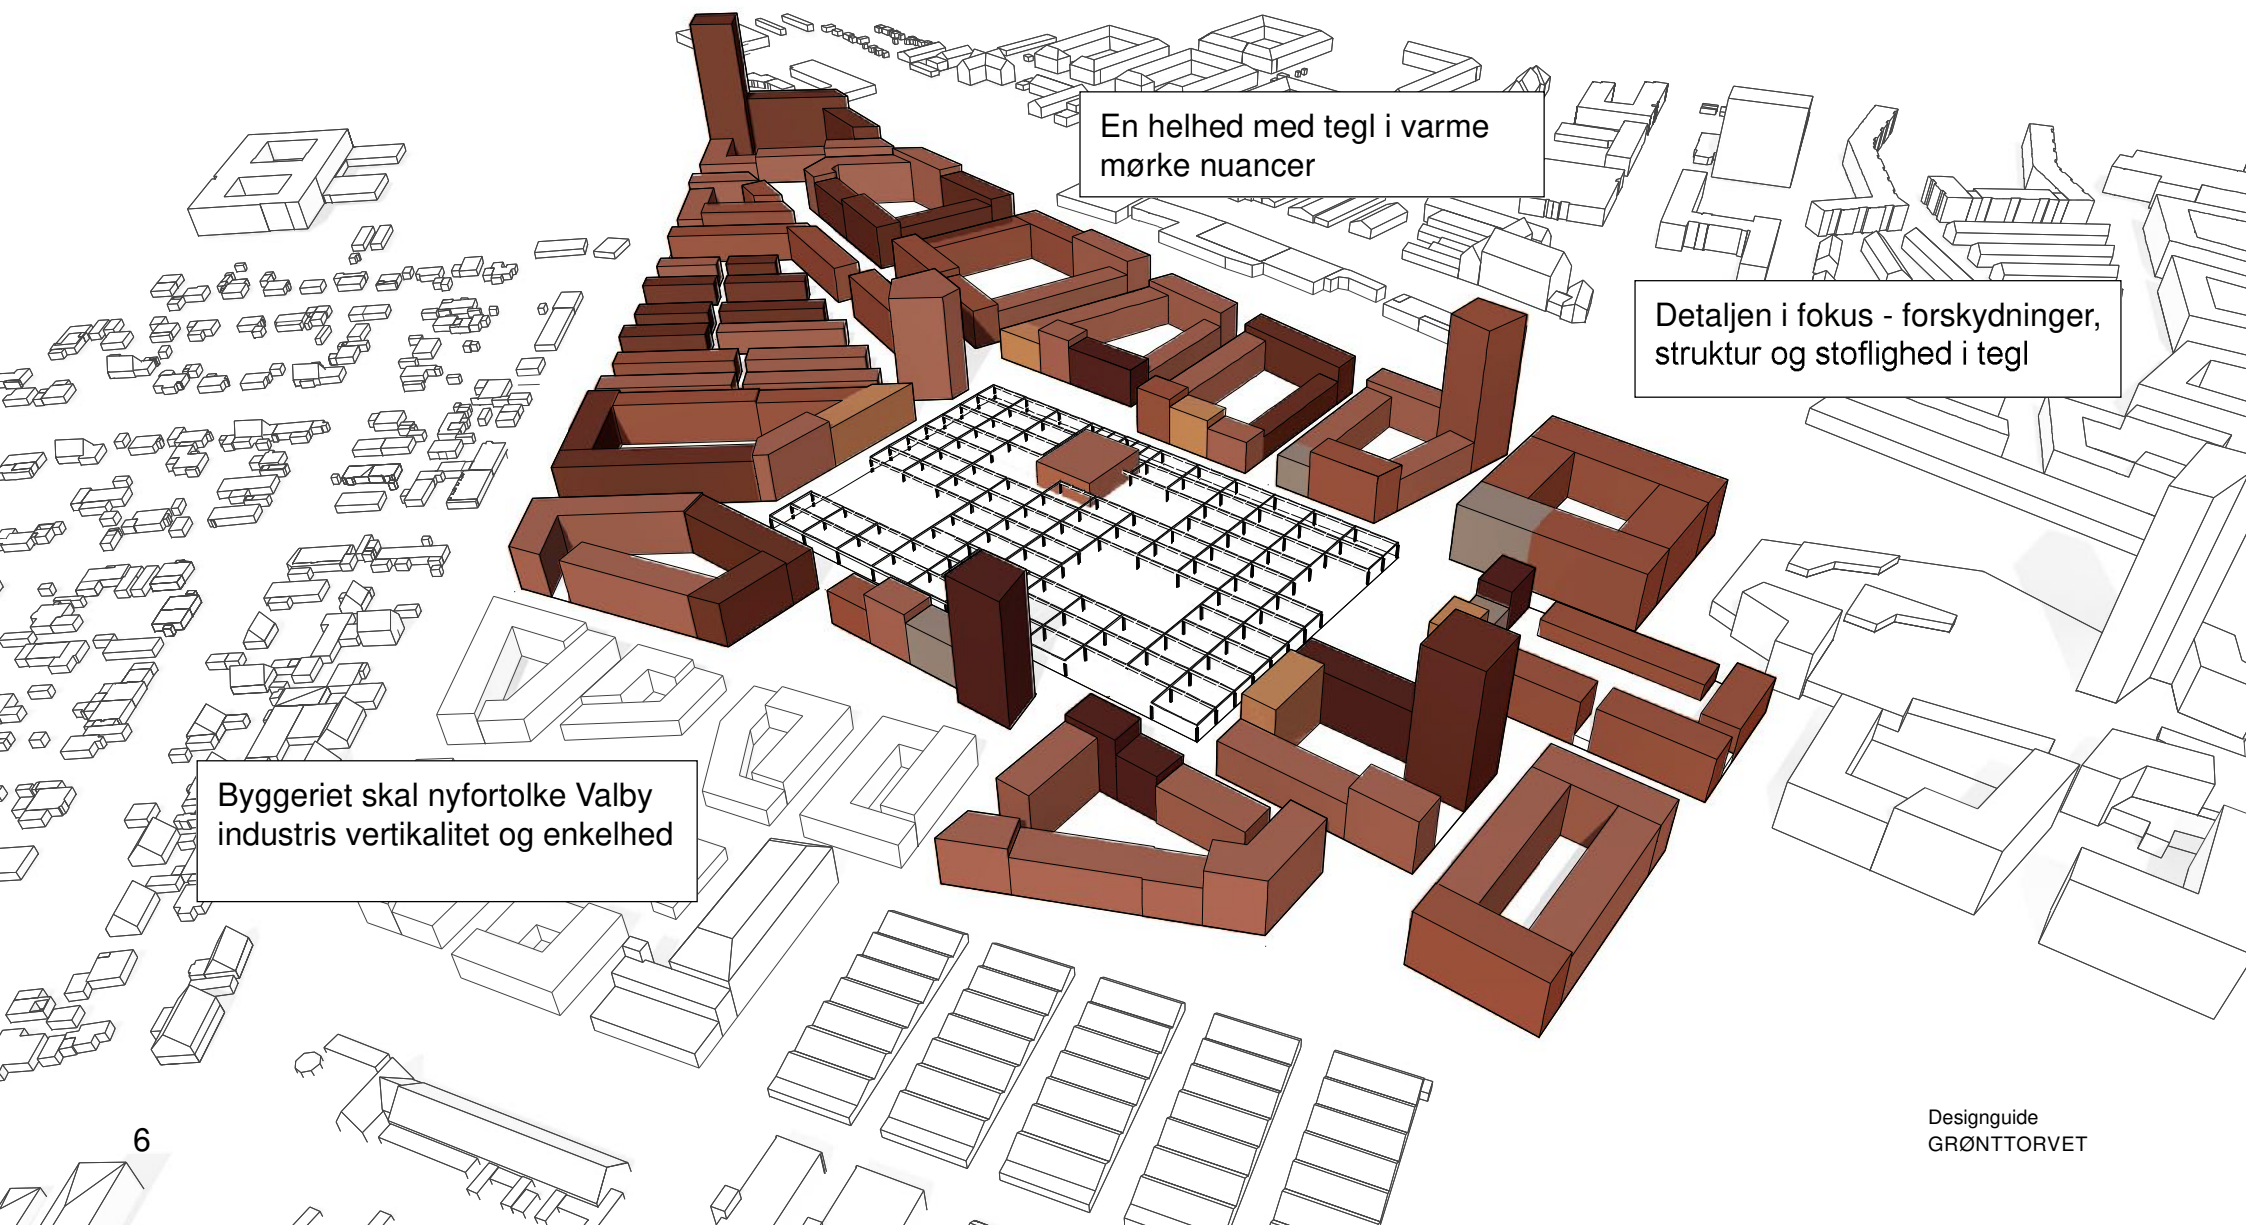 En helhed med tegl i varme
mørke nuancer
Detaljen i fokus - forskydninger,
struktur og stoflighed i tegl
Byggeriet skal nyfortolke Valby
industris vertikalitet og enkelhed
6
Designguide
GRØNTTORVET